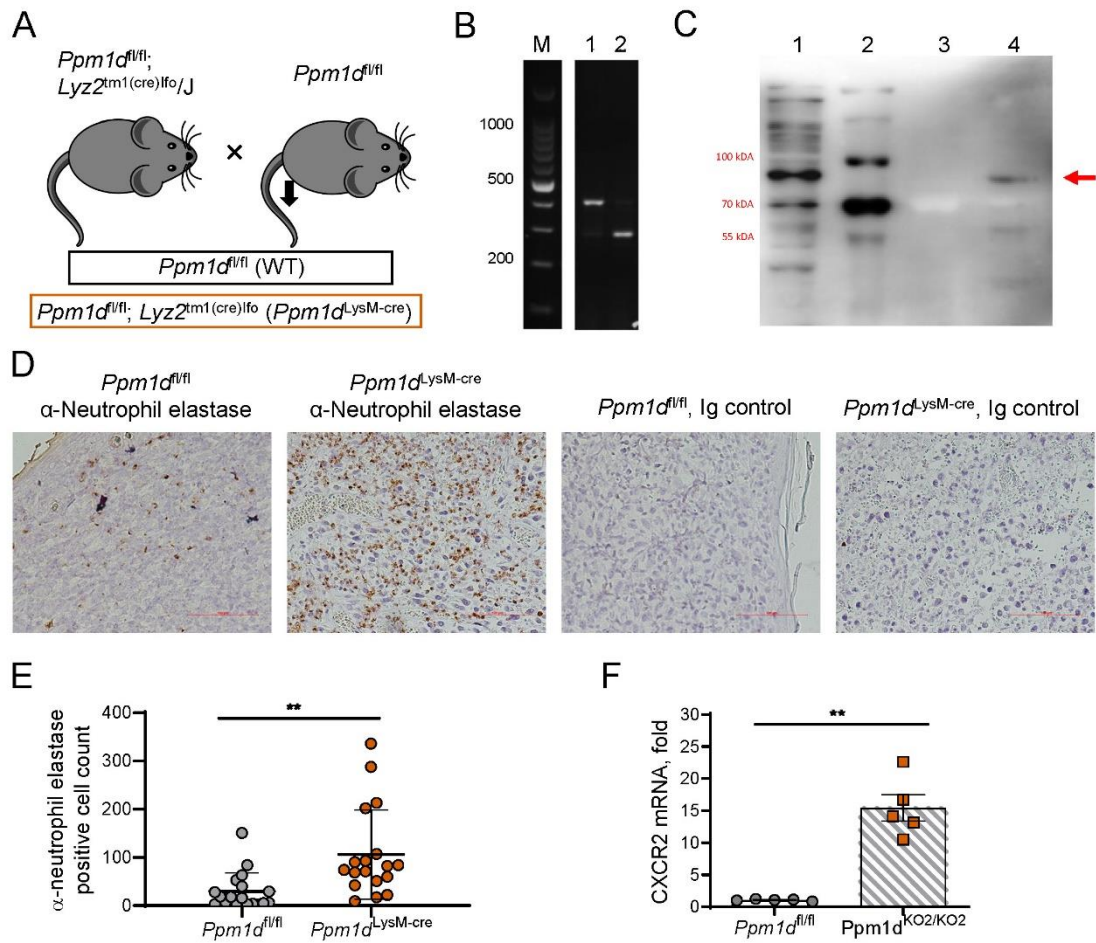 A
Ppm1d^fl/fl;
Lyz2^tm1(cre)Ifo/J
Ppm1d^fl/fl
×
Ppm1d^fl/fl (WT)
Ppm1d^fl/fl; Lyz2^tm1(cre)Ifo (Ppm1d^LysM-cre)
B
M 1 2
1000
500
200
C
1 2 3 4
100 kDA
70 kDA
55 kDA
D
Ppm1d^fl/fl
α-Neutrophil elastase
Ppm1d^LysM-cre
α-Neutrophil elastase
Ppm1d^fl/fl, Ig control
Ppm1d^LysM-cre, Ig control
E
α-neutrophil elastase
positive cell count
400
300
200
100
0
**
Ppm1d^fl/fl
Ppm1d^LysM-cre
F
CXCR2 mRNA, fold
30
25
20
15
10
5
0
**
Ppm1d^fl/fl
Ppm1d^KO2/KO2